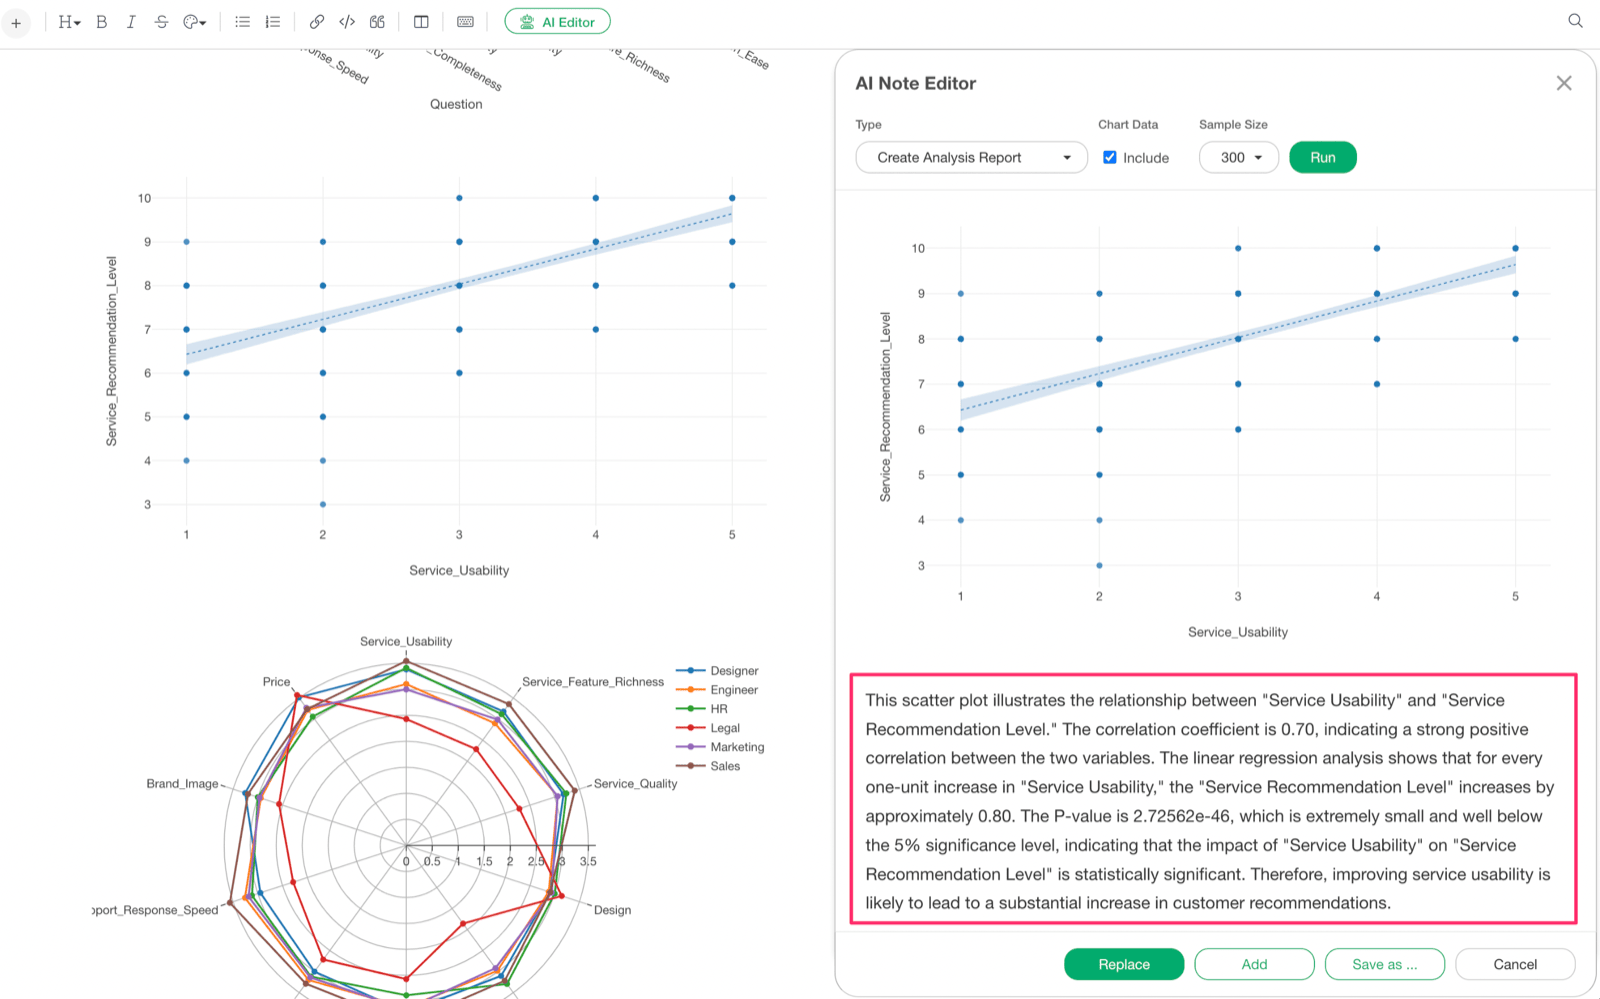 + H B I S AI Editor
onse_Speed
_Completeness
_Richness
_Ease
Question
10
9
8
7
6
5
4
3
Service_Recommendation_Level
1 2 3 4 5
Service_Usability
Service_Usability
Price
Service_Feature_Richness
Brand_Image
Service_Quality
0 0.5 1 1.5 2 2.5 3 3.5
pport_Response_Speed
Design
Designer
Engineer
HR
Legal
Marketing
Sales
AI Note Editor
Type Chart Data Sample Size
Create Analysis Report Include 300 Run
10
9
8
7
6
5
4
3
Service_Recommendation_Level
1 2 3 4 5
Service_Usability
This scatter plot illustrates the relationship between "Service Usability" and "Service
Recommendation Level." The correlation coefficient is 0.70, indicating a strong positive
correlation between the two variables. The linear regression analysis shows that for every
one-unit increase in "Service Usability," the "Service Recommendation Level" increases by
approximately 0.80. The P-value is 2.72562e-46, which is extremely small and well below
the 5% significance level, indicating that the impact of "Service Usability" on "Service
Recommendation Level" is statistically significant. Therefore, improving service usability is
likely to lead to a substantial increase in customer recommendations.
Replace Add Save as ... Cancel